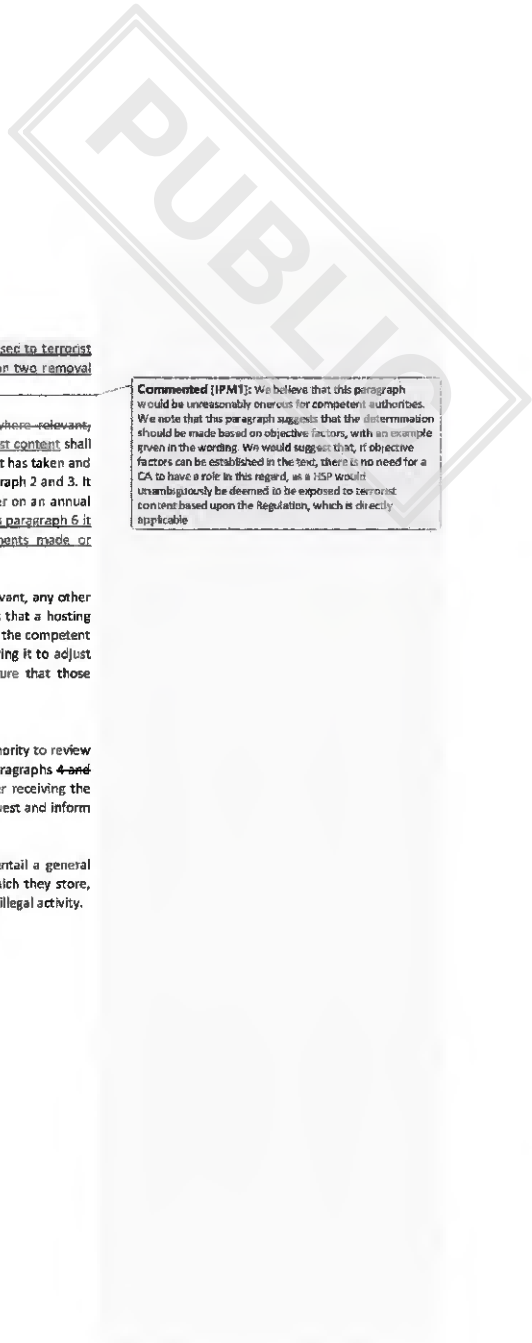 PUBLIC
sed to terrorist
an two removal
where relevant,
st content shall
t has taken and
raph 2 and 3. It
er on an annual
s paragraph 6 it
ments made or
vant, any other
t that a hosting
the competent
ring it to adjust
ure that those
nority to review
aragraphs 4 and
er receiving the
uest and inform
entail a general
nich they store,
illegal activity.
Commented [IPM1]: We believe that this paragraph
would be unreasonably onerous for competent authorities.
We note that this paragraph suggests that the determination
should be made based on objective factors, with an example
given in the wording. We would suggest that, if objective
factors can be established in the text, there is no need for a
CA to have a role in this regard, as a HSP would
unambiguously be deemed to be exposed to terrorist
content based upon the Regulation, which is directly
applicable